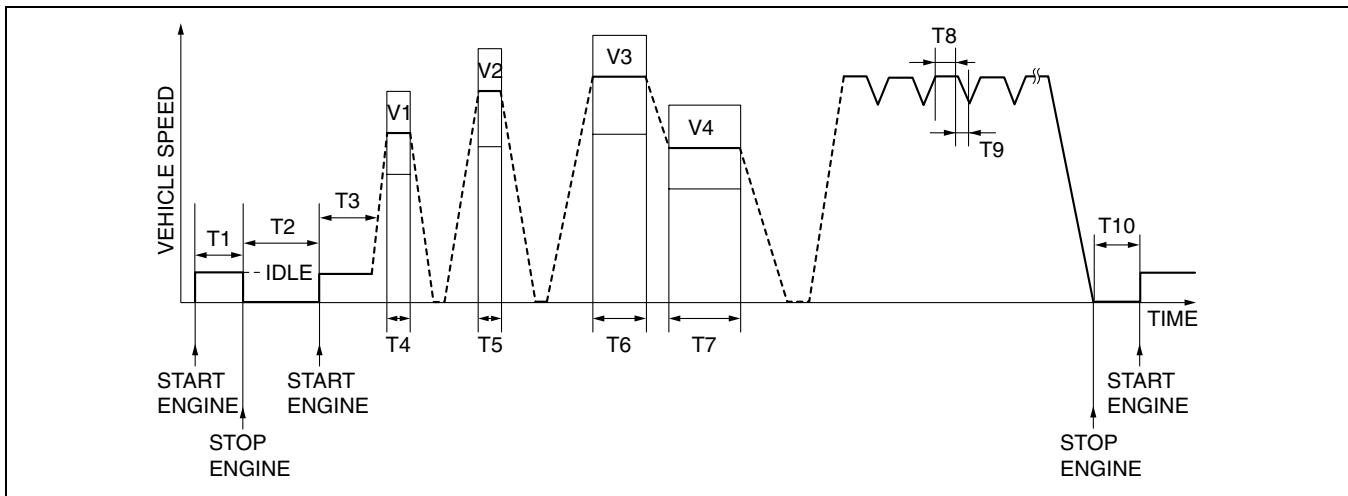 VEHICLE SPEED
T1
T2
IDLE
T3
V1
V2
V3
V4
T8
T9
T10
T4
T5
T6
T7
TIME
START
ENGINE
STOP
ENGINE
START
ENGINE
STOP
ENGINE
START
ENGINE